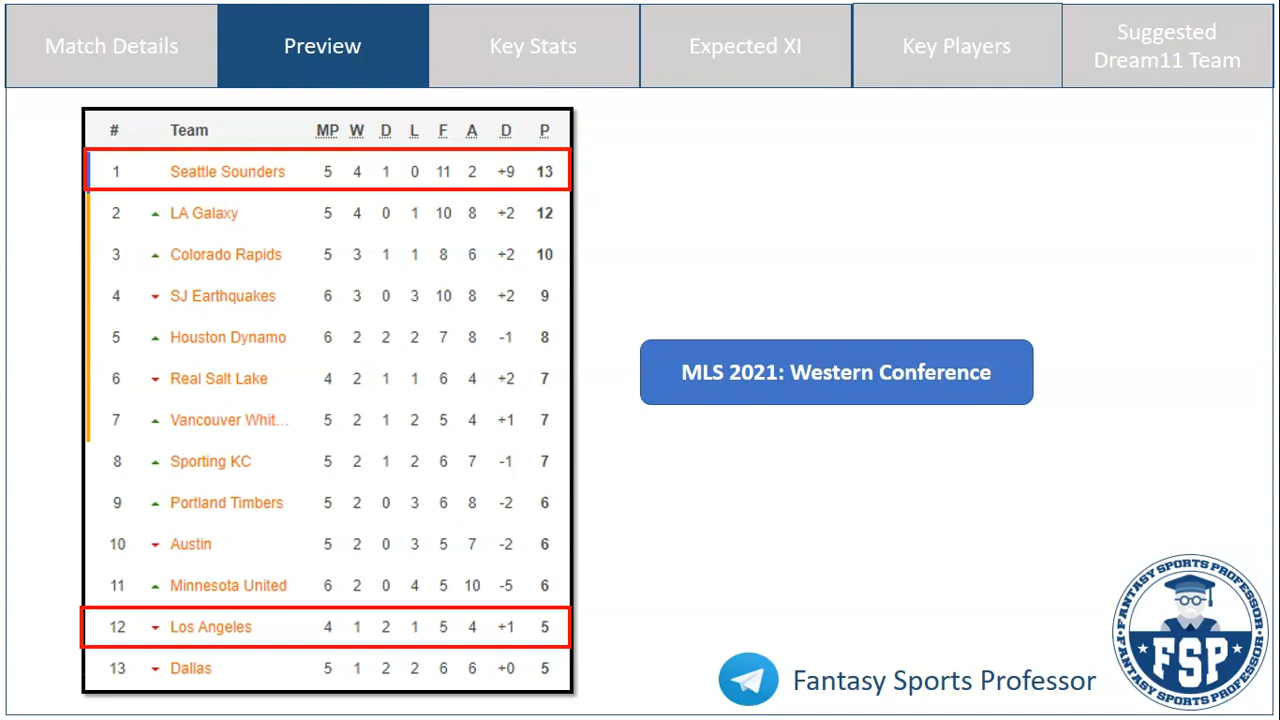 Match Details
Preview
Key Stats
Expected XI
Key Players
Suggested
Dream11 Team
# Team MP W D L F A D P
1 Seattle Sounders 5 4 1 0 11 2 +9 13
2 LA Galaxy 5 4 0 1 10 8 +2 12
3 Colorado Rapids 5 3 1 1 8 6 +2 10
4 SJ Earthquakes 6 3 0 3 10 8 +2 9
5 Houston Dynamo 6 2 2 2 7 8 -1 8
6 Real Salt Lake 4 2 1 1 6 4 +2 7
7 Vancouver Whit... 5 2 1 2 5 4 +1 7
8 Sporting KC 5 2 1 2 6 7 -1 7
9 Portland Timbers 5 2 0 3 6 8 -2 6
10 Austin 5 2 0 3 5 7 -2 6
11 Minnesota United 6 2 0 4 5 10 -5 6
12 Los Angeles 4 1 2 1 5 4 +1 5
13 Dallas 5 1 2 2 6 6 +0 5
MLS 2021: Western Conference
Fantasy Sports Professor
FANTASY SPORTS PROFESSOR
FANTASY SPORTS PROFESSOR
FSP